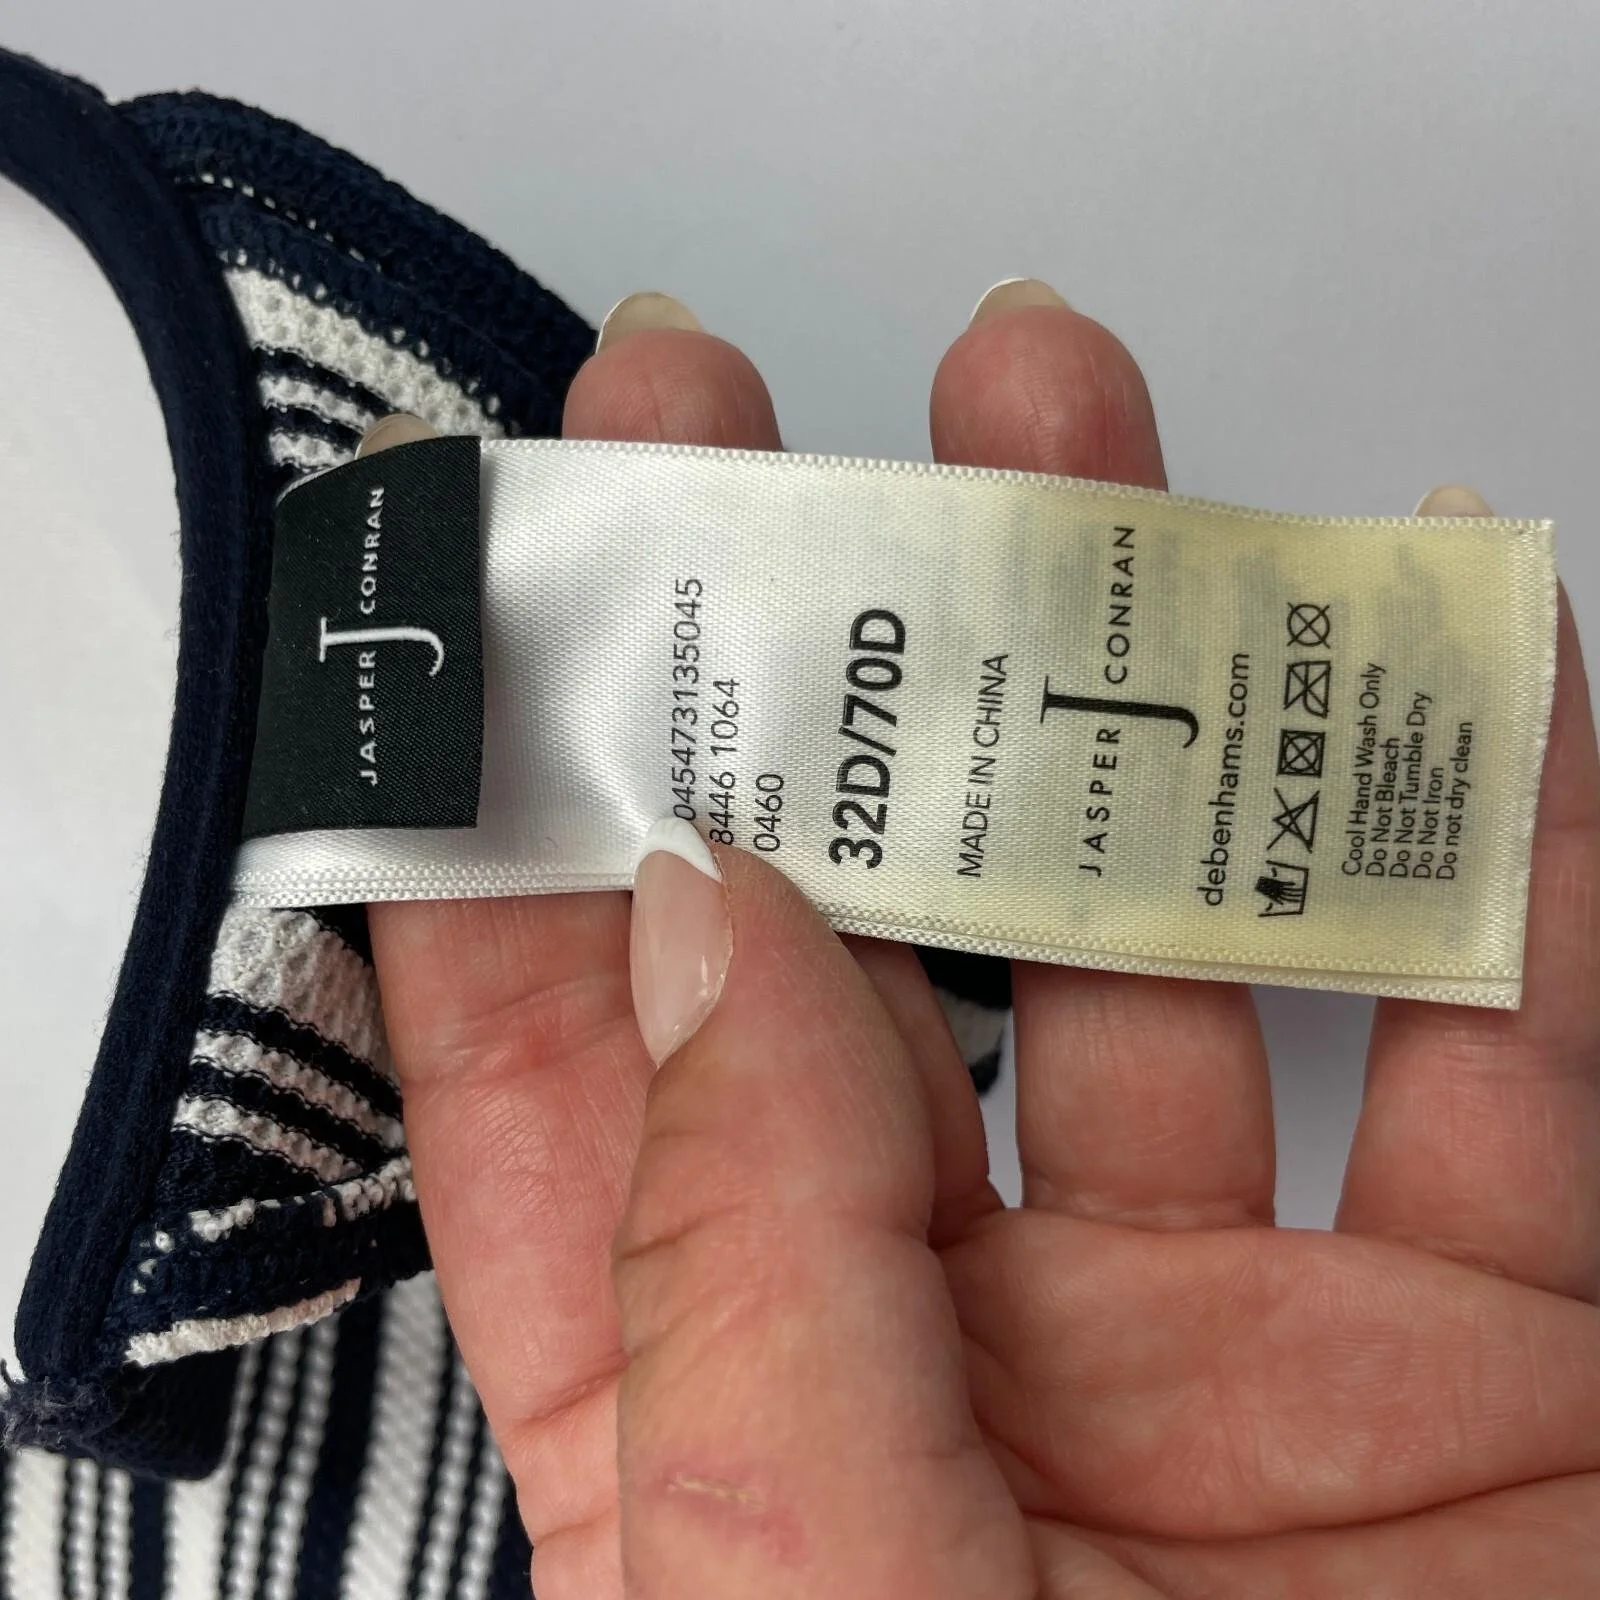 JASPER J CONRAN
045473135045
8446 1064
0460
32D/70D
MADE IN CHINA
JASPER J CONRAN
debenhams.com
Cool Hand Wash Only
Do Not Bleach
Do Not Tumble Dry
Do Not Iron
Do not dry clean